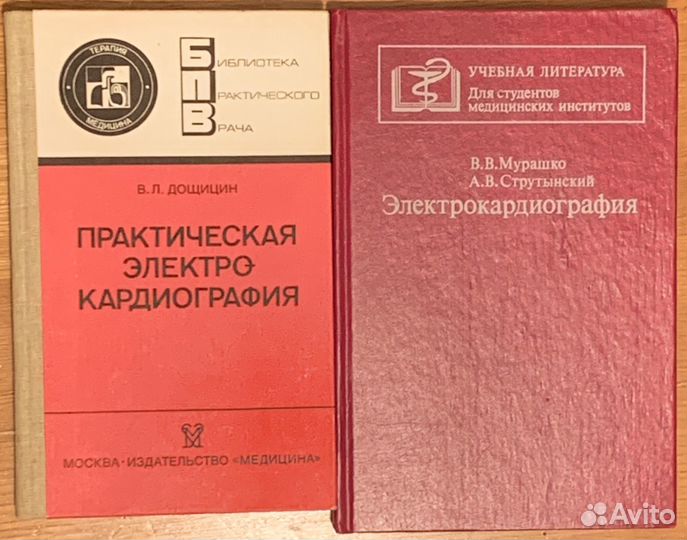 ТЕРАПИЯ
МЕДИЦИНА
БИБЛИОТЕКА
ПРАКТИЧЕСКОГО
ВРАЧА
В.Л. ДОЩИЦИН
ПРАКТИЧЕСКАЯ
ЭЛЕКТРО
КАРДИОГРАФИЯ
МОСКВА·ИЗДАТЕЛЬСТВО «МЕДИЦИНА»
УЧЕБНАЯ ЛИТЕРАТУРА
Для студентов
медицинских институтов
В.В.Мурашко
А.В.Струтынский
Электрокардиография
Avito